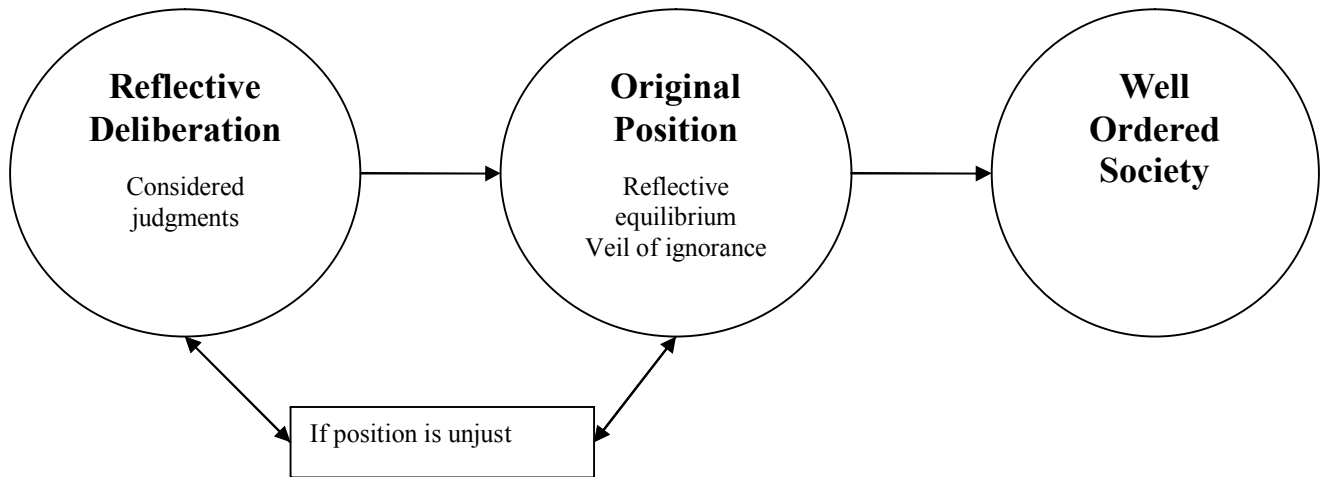 Reflective
Deliberation
Considered
judgments
Original
Position
Reflective
equilibrium
Veil of ignorance
Well
Ordered
Society
If position is unjust